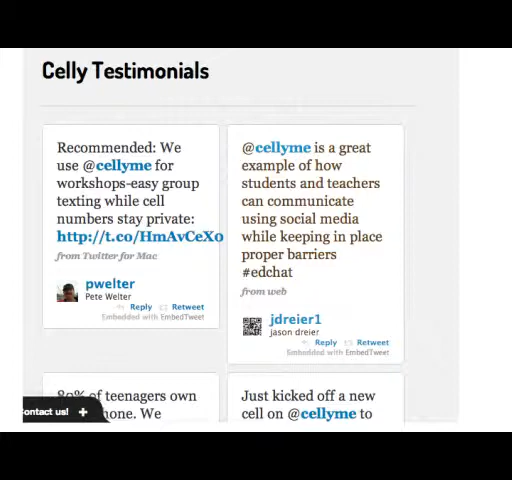 Celly Testimonials
Recommended: We
use @cellyme for
workshops-easy group
texting while cell
numbers stay private:
http://t.co/HmAvCeXo
from Twitter for Mac
pwelter
Pete Welter
Reply Retweet
Embedded with EmbedTweet
@cellyme is a great
example of how
students and teachers
can communicate
using social media
while keeping in place
proper barriers
#edchat
from web
jdreier1
jason dreier
Reply Retweet
Embedded with EmbedTweet
80% of teenagers own
hone. We
Just kicked off a new
cell on @cellyme to
ontact us! +